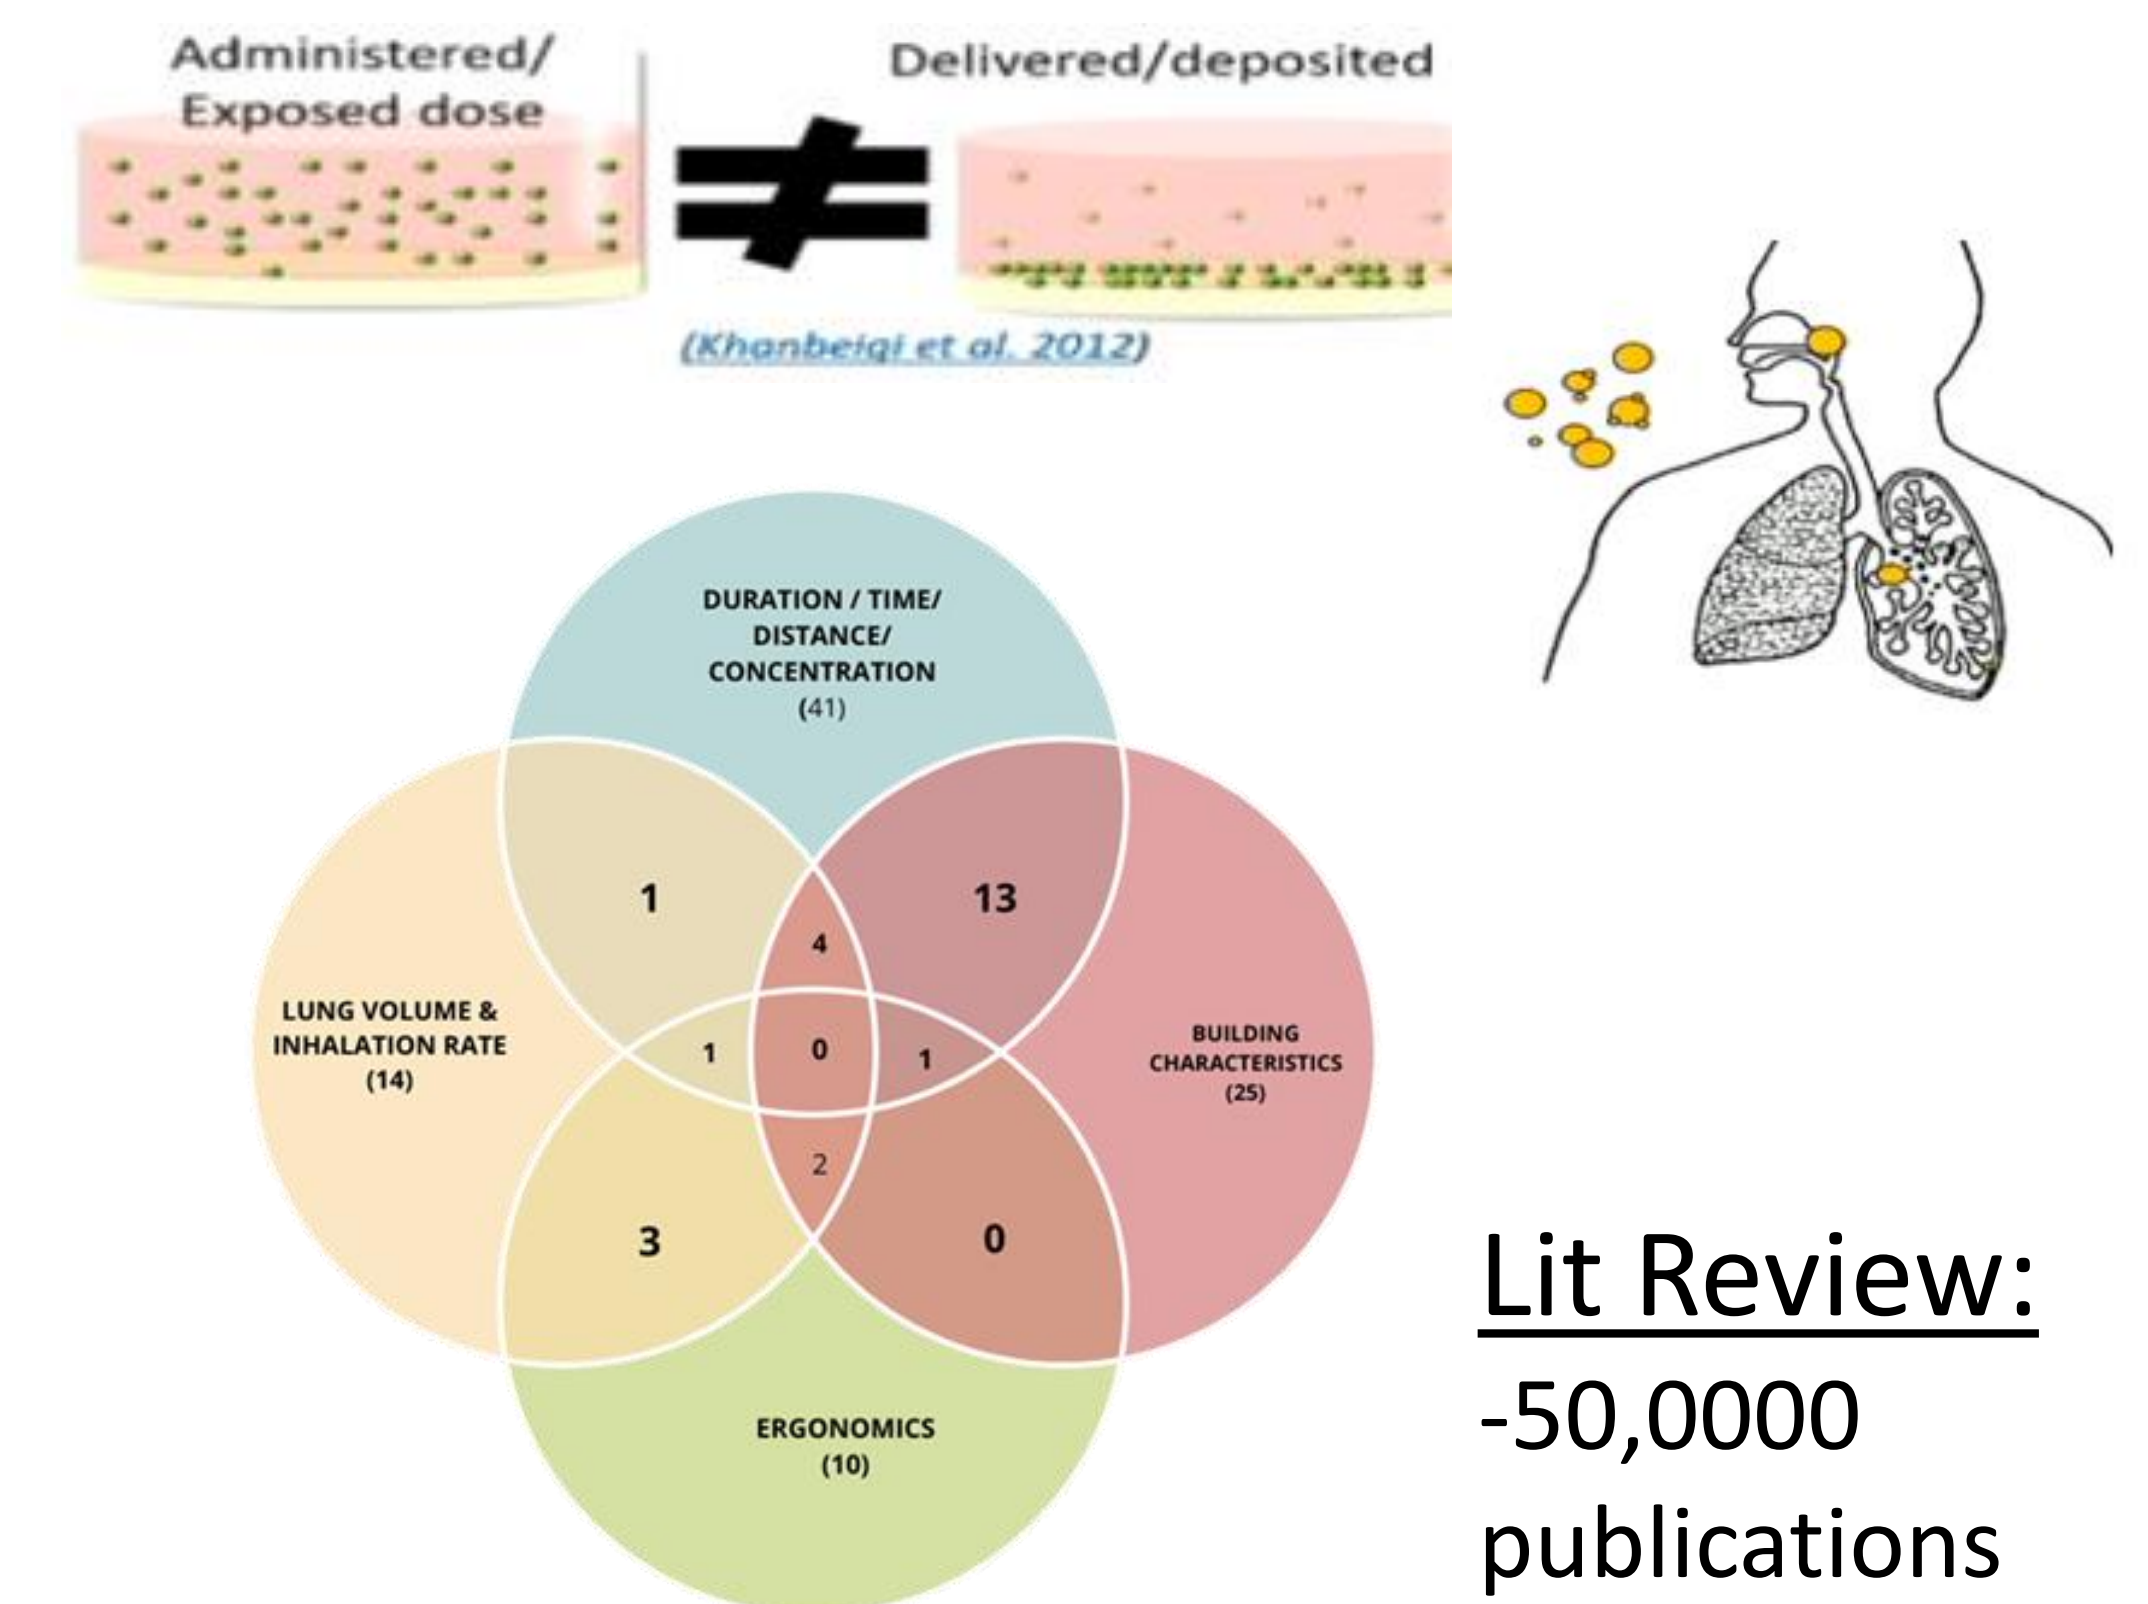 Administered/
Exposed dose
Delivered/deposited
(Khanbeigi et al. 2012)
DURATION / TIME/
DISTANCE/
CONCENTRATION
(41)
1
13
4
LUNG VOLUME &
INHALATION RATE
(14)
1
0
1
BUILDING
CHARACTERISTICS
(25)
2
3
0
ERGONOMICS
(10)
Lit Review:
-50,0000
publications